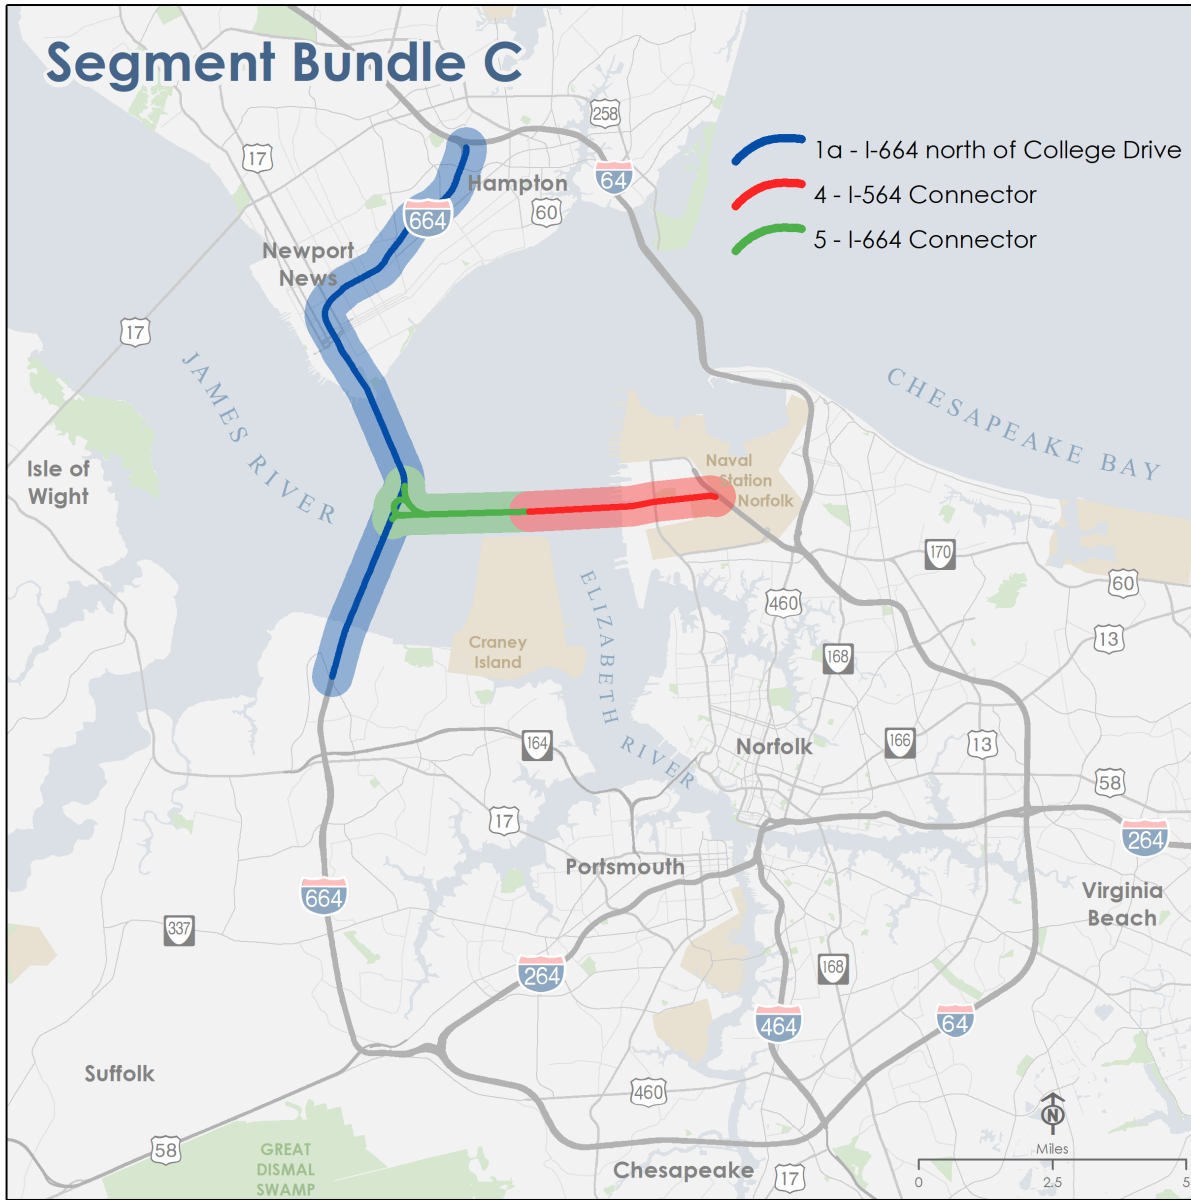 Segment Bundle C
258
1a - I-664 north of College Drive
17
64
4 - I-564 Connector
Hampton
60
664
5 - I-664 Connector
Newport
News
17
JAMES RIVER
CHESAPEAKE BAY
Isle of
Wight
Naval
Station
Norfolk
170
60
460
ELIZABETH RIVER
13
Craney
Island
168
164
Norfolk
166
13
58
17
264
Portsmouth
664
Virginia
Beach
337
168
264
464
64
Suffolk
460
N
58
GREAT
DISMAL
SWAMP
Miles
Chesapeake
17
0 2.5 5